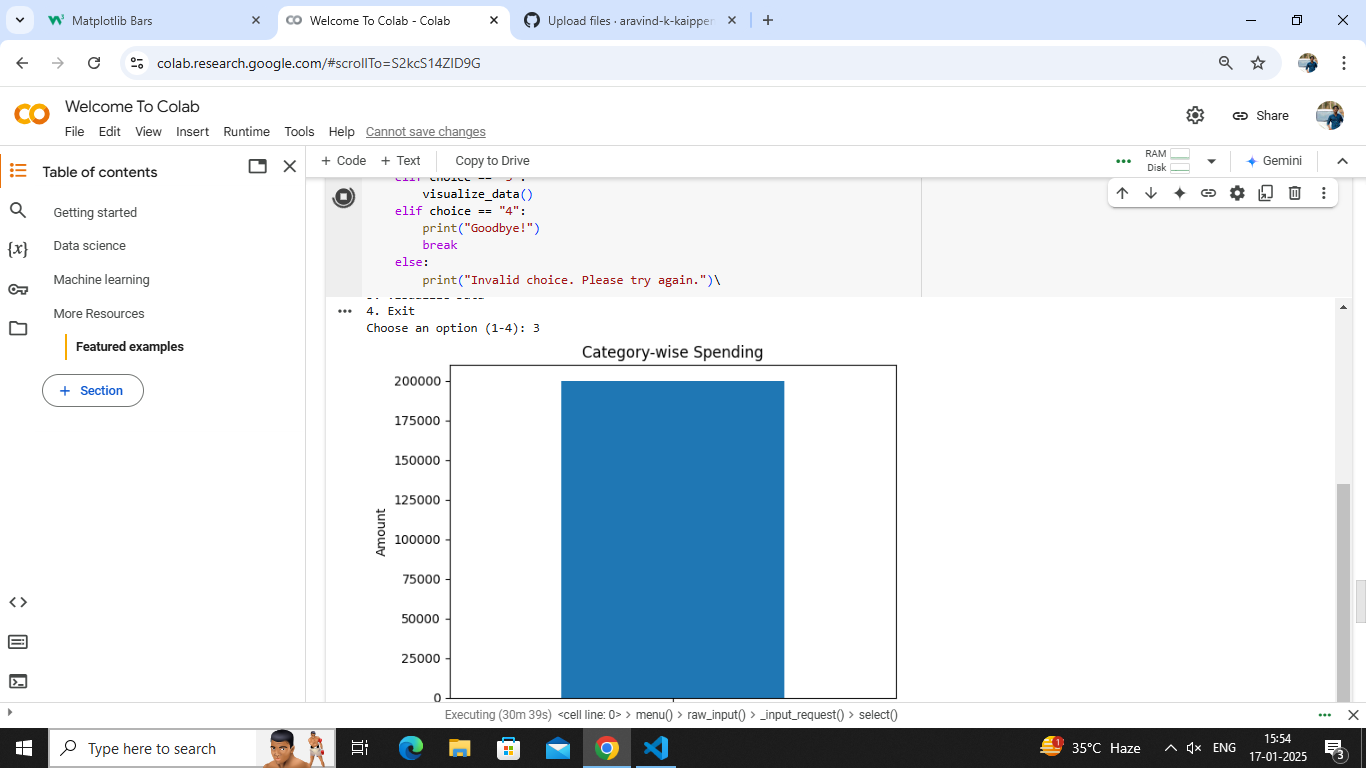 Matplotlib Bars
Welcome To Colab - Colab
Upload files · aravind-k-kaipper
colab.research.google.com/#scrollTo=S2kcS14ZID9G
Welcome To Colab
File Edit View Insert Runtime Tools Help Cannot save changes
Share
Table of contents
Getting started
Data science
Machine learning
More Resources
Featured examples
+ Section
+ Code + Text Copy to Drive
RAM
Disk
Gemini
elif choice == "3":
visualize_data()
elif choice == "4":
print("Goodbye!")
break
else:
print("Invalid choice. Please try again.")\
4. Exit
Choose an option (1-4): 3
Category-wise Spending
200000
175000
150000
125000
100000
75000
50000
25000
0
Amount
Executing (30m 39s) <cell line: 0> > menu() > raw_input() > _input_request() > select()
Type here to search
1
35°C Haze
ENG
15:54
17-01-2025
3